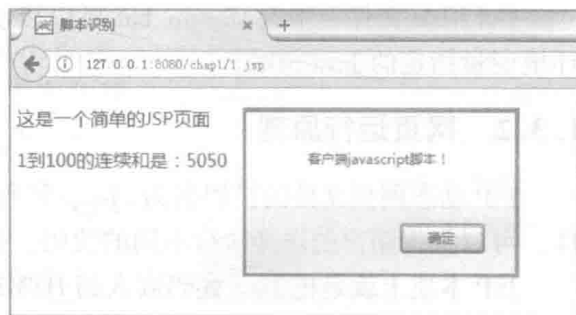 脚本识别
127.0.0.1:8080/chap1/1.jsp
这是一个简单的JSP页面
1到100的连续和是：5050
客户端javascript脚本！
确定